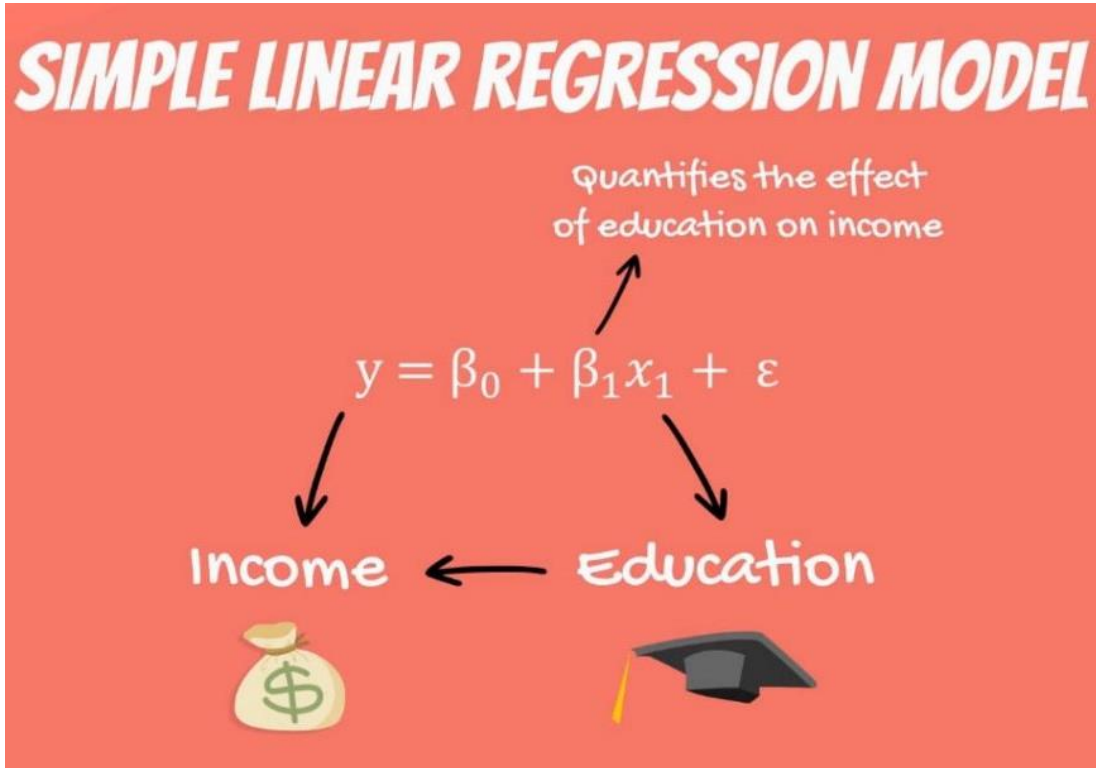 SIMPLE LINEAR REGRESSION MODEL
Quantifies the effect
of education on income
y = β₀ + β₁x₁ + ε
Income
Education
$